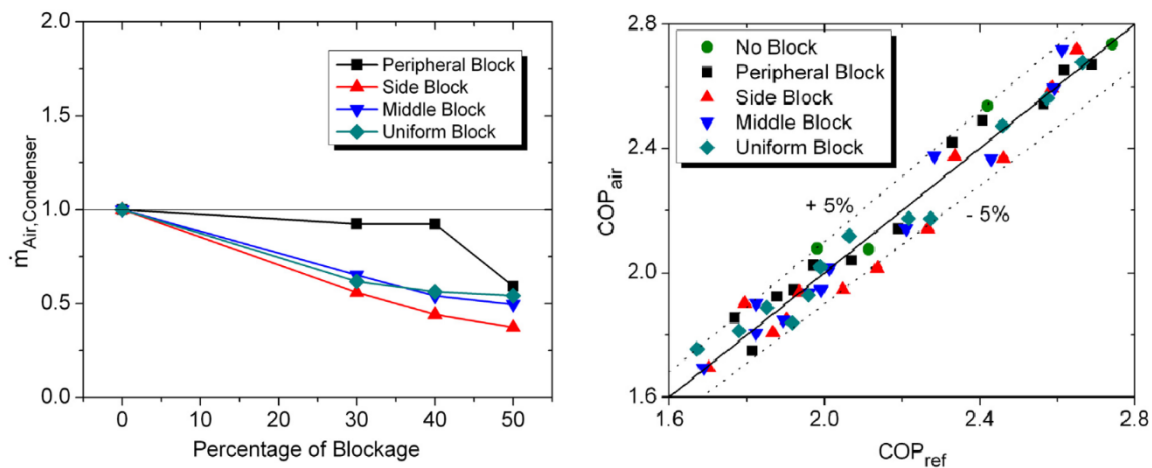 2.0
1.5
1.0
0.5
0.0
ṁAir,Condenser
Peripheral Block
Side Block
Middle Block
Uniform Block
0 10 20 30 40 50
Percentage of Blockage
2.8
2.4
2.0
1.6
COPair
No Block
Peripheral Block
Side Block
Middle Block
Uniform Block
+ 5%
- 5%
1.6 2.0 2.4 2.8
COPref